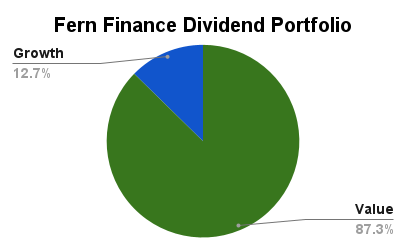 Fern Finance Dividend Portfolio
Growth
12.7%
Value
87.3%